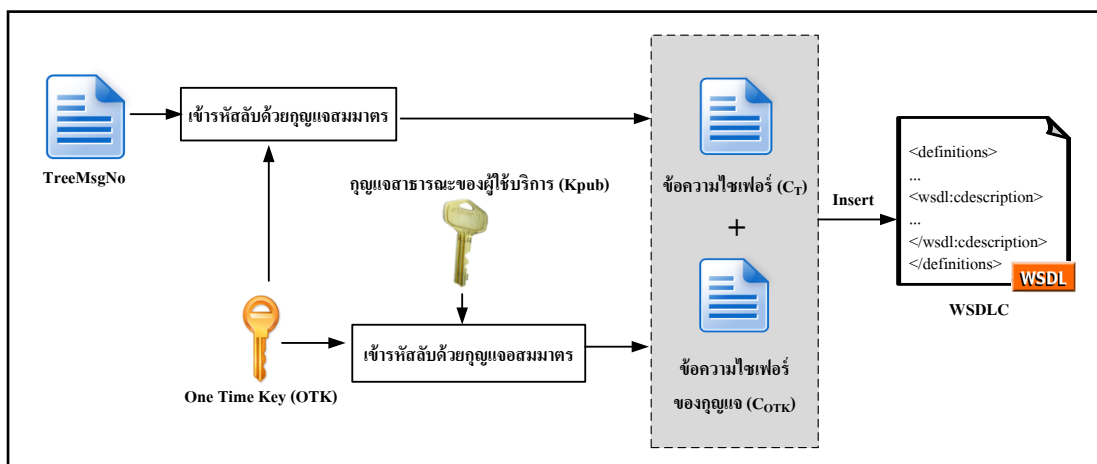 เข้ารหัสลับด้วยกุญแจสมมาตร
TreeMsgNo
กุญแจสาธารณะของผู้ใช้บริการ (Kpub)
One Time Key (OTK)
เข้ารหัสลับด้วยกุญแจอสมมาตร
ข้อความไซเฟอร์ (CT)
+
ข้อความไซเฟอร์
ของกุญแจ (COTK)
Insert
<definitions>
...
<wsdl:cdescription>
...
</wsdl:cdescription>
</definitions>
WSDL
WSDLC